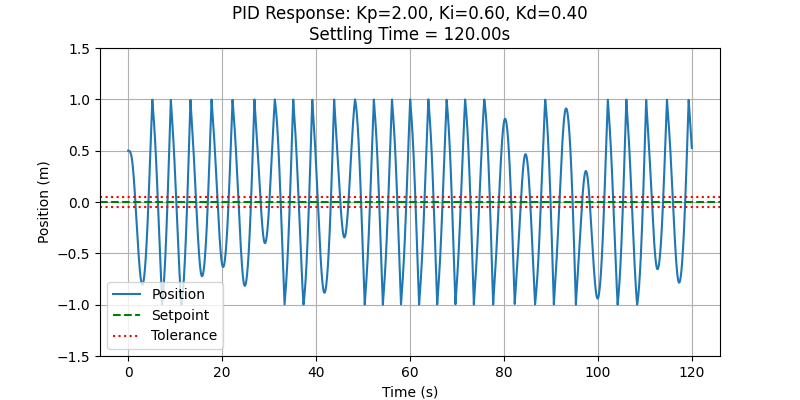 PID Response: Kp=2.00, Ki=0.60, Kd=0.40
Settling Time = 120.00s
1.5
1.0
0.5
0.0
−0.5
−1.0
−1.5
Position (m)
Position
Setpoint
Tolerance
0
20
40
60
80
100
120
Time (s)